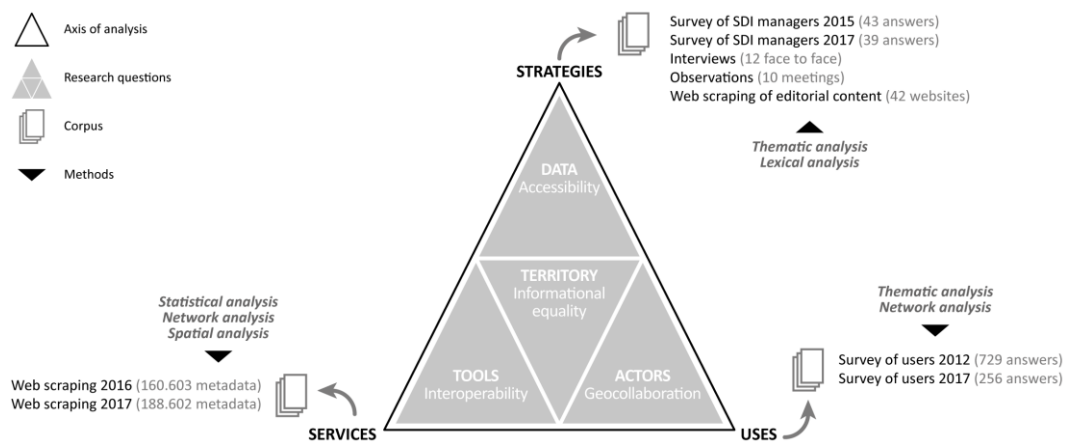 Axis of analysis
Research questions
Corpus
Methods
STRATEGIES
Survey of SDI managers 2015 (43 answers)
Survey of SDI managers 2017 (39 answers)
Interviews (12 face to face)
Observations (10 meetings)
Web scraping of editorial content (42 websites)
Thematic analysis
Lexical analysis
DATA
Accessibility
TERRITORY
Informational
equality
TOOLS
Interoperability
ACTORS
Geocollaboration
Statistical analysis
Network analysis
Spatial analysis
Web scraping 2016 (160.603 metadata)
Web scraping 2017 (188.602 metadata)
SERVICES
Thematic analysis
Network analysis
Survey of users 2012 (729 answers)
Survey of users 2017 (256 answers)
USES